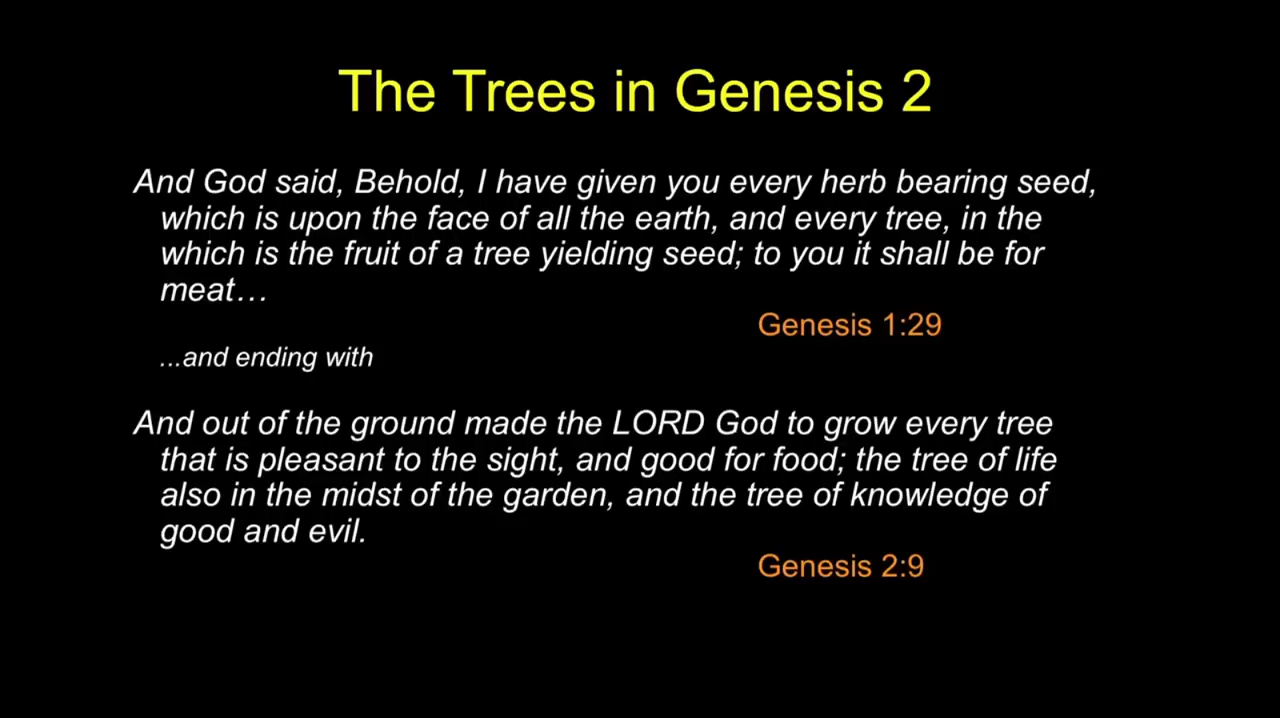 The Trees in Genesis 2
And God said, Behold, I have given you every herb bearing seed,
which is upon the face of all the earth, and every tree, in the
which is the fruit of a tree yielding seed; to you it shall be for
meat…
Genesis 1:29
...and ending with
And out of the ground made the LORD God to grow every tree
that is pleasant to the sight, and good for food; the tree of life
also in the midst of the garden, and the tree of knowledge of
good and evil.
Genesis 2:9